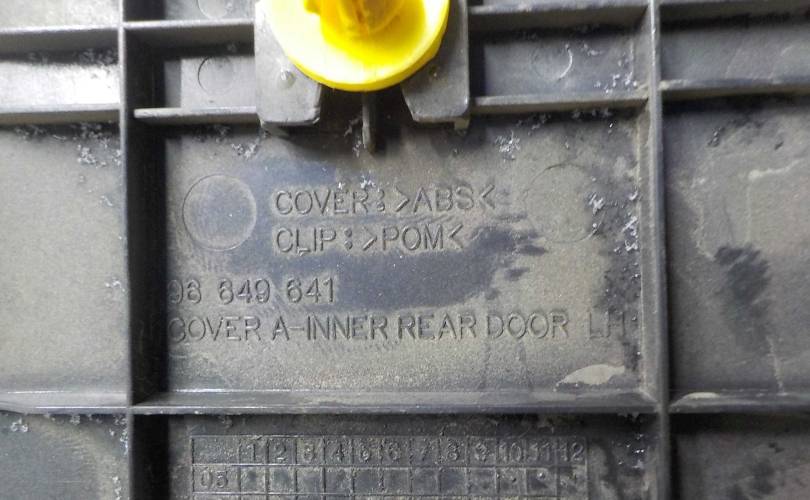 COVER:>ABS<
CLIP:>POM<
96 649 641
COVER A-INNER REAR DOOR LH
1 2 3 4 5 6 7 8 9 10 11 12
05